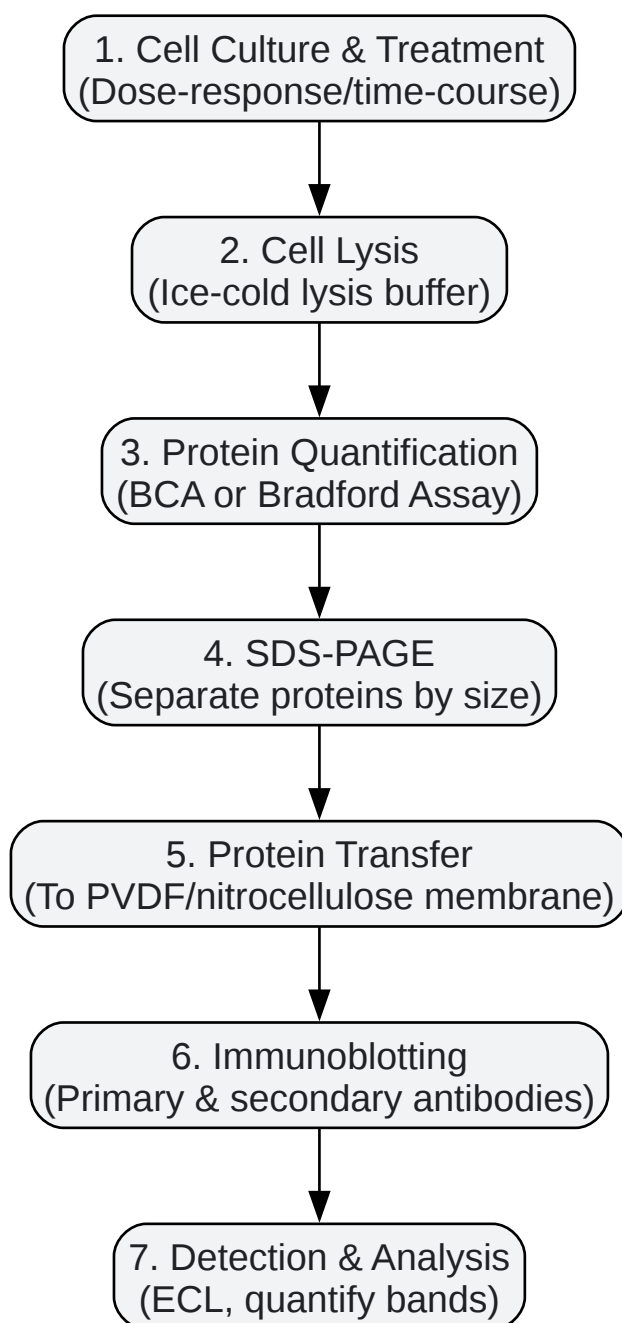 1. Cell Culture & Treatment
(Dose-response/time-course)
2. Cell Lysis
(Ice-cold lysis buffer)
3. Protein Quantification
(BCA or Bradford Assay)
4. SDS-PAGE
(Separate proteins by size)
5. Protein Transfer
(To PVDF/nitrocellulose membrane)
6. Immunoblotting
(Primary & secondary antibodies)
7. Detection & Analysis
(ECL, quantify bands)